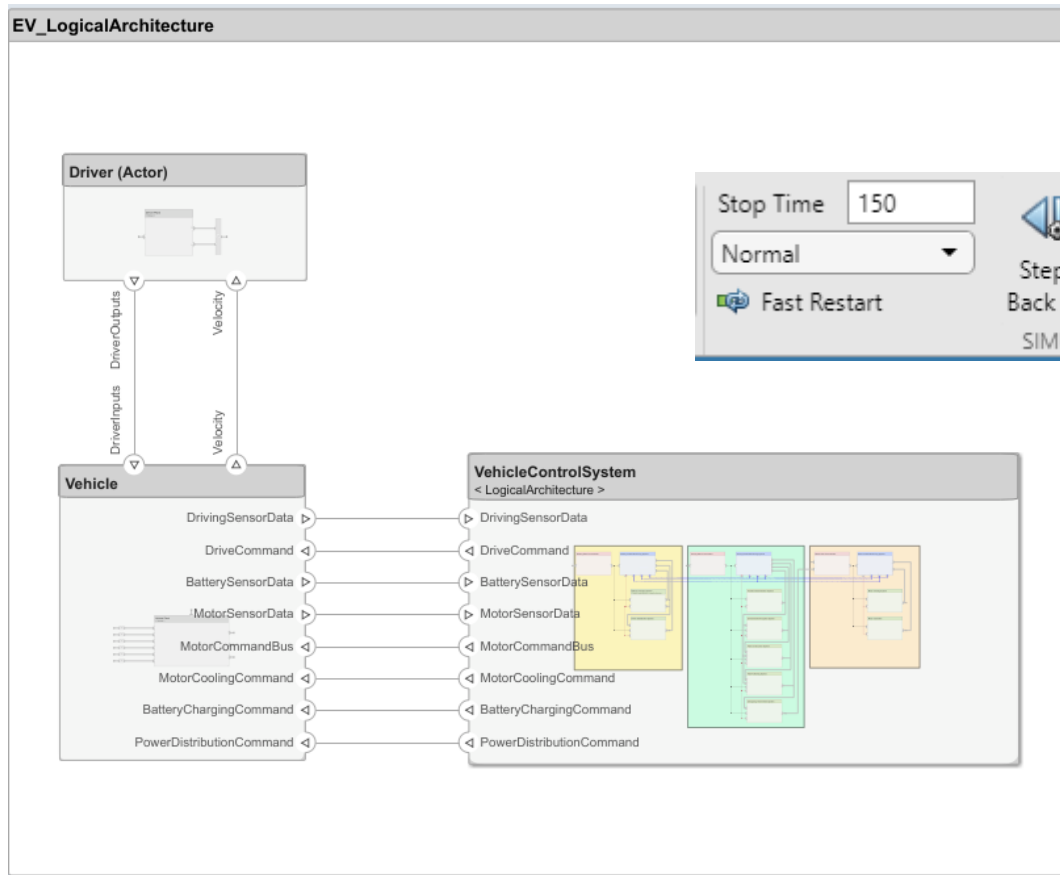 EV_LogicalArchitecture
Driver (Actor)
Stop Time 150
Normal
Fast Restart
Step
Back
SIM
DriverOutputs
Velocity
DriverInputs
Velocity
Vehicle
DrivingSensorData
DriveCommand
BatterySensorData
MotorSensorData
MotorCommandBus
MotorCoolingCommand
BatteryChargingCommand
PowerDistributionCommand
VehicleControlSystem
< LogicalArchitecture >
DrivingSensorData
DriveCommand
BatterySensorData
MotorSensorData
MotorCommandBus
MotorCoolingCommand
BatteryChargingCommand
PowerDistributionCommand